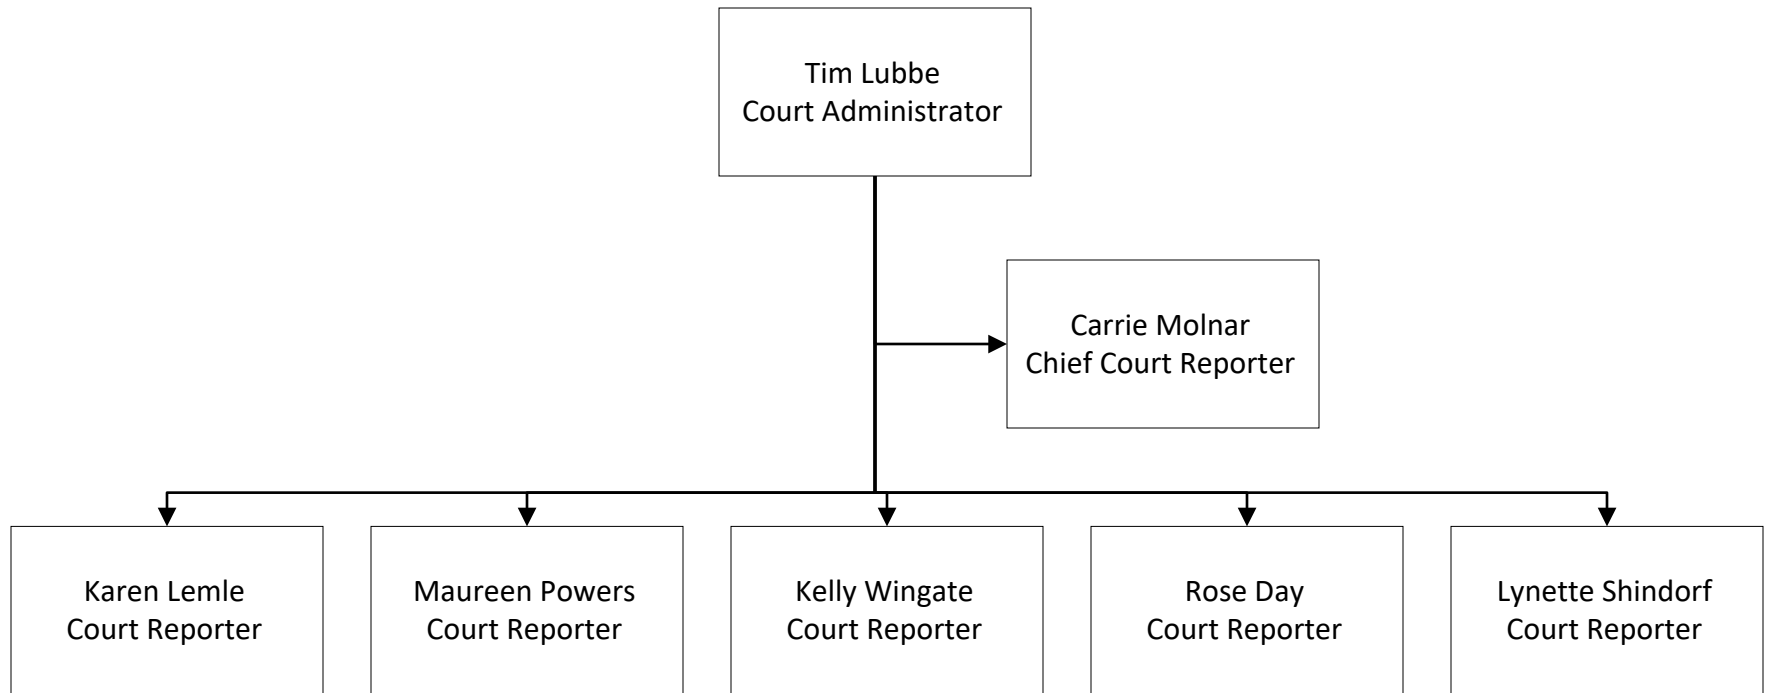 Tim Lubbe
Court Administrator
Carrie Molnar
Chief Court Reporter
Karen Lemle
Court Reporter
Maureen Powers
Court Reporter
Kelly Wingate
Court Reporter
Rose Day
Court Reporter
Lynette Shindorf
Court Reporter